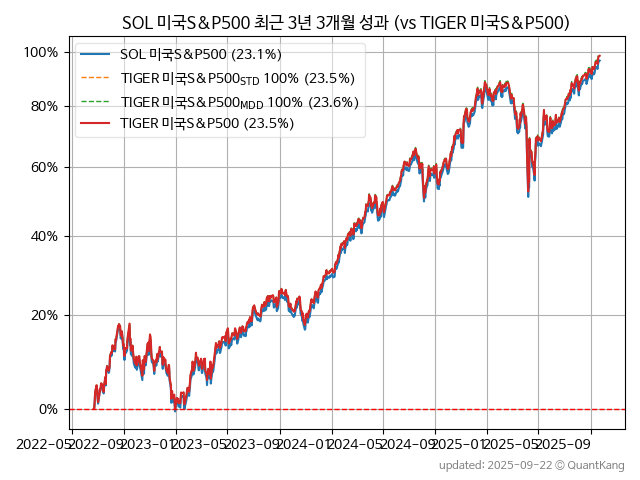 SOL 미국S&P500 최근 3년 3개월 성과 (vs TIGER 미국S&P500)
100%
80%
60%
40%
20%
0%
SOL 미국S&P500 (23.1%)
TIGER 미국S&P500STD 100% (23.5%)
TIGER 미국S&P500MDD 100% (23.6%)
TIGER 미국S&P500 (23.5%)
2022-05 2022-09 2023-01 2023-05 2023-09 2024-01 2024-05 2024-09 2025-01 2025-05 2025-09
updated: 2025-09-22 @ QuantKang